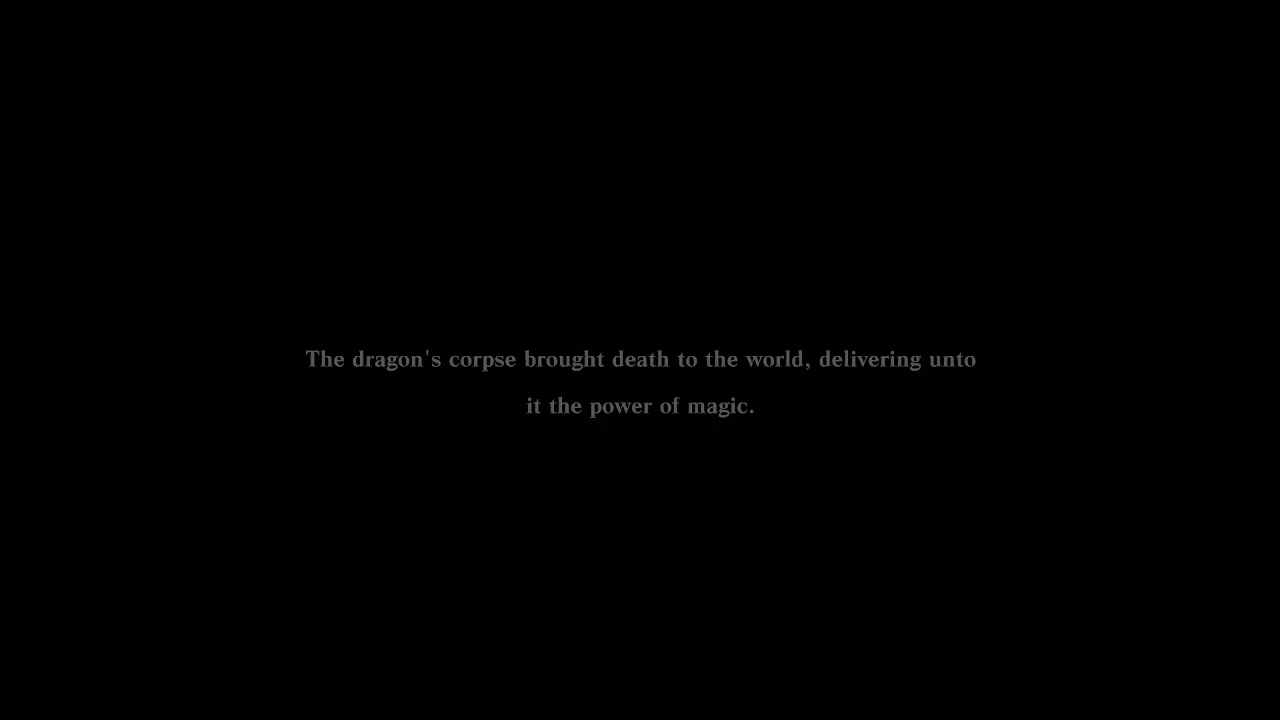 The dragon's corpse brought death to the world, delivering unto
it the power of magic.